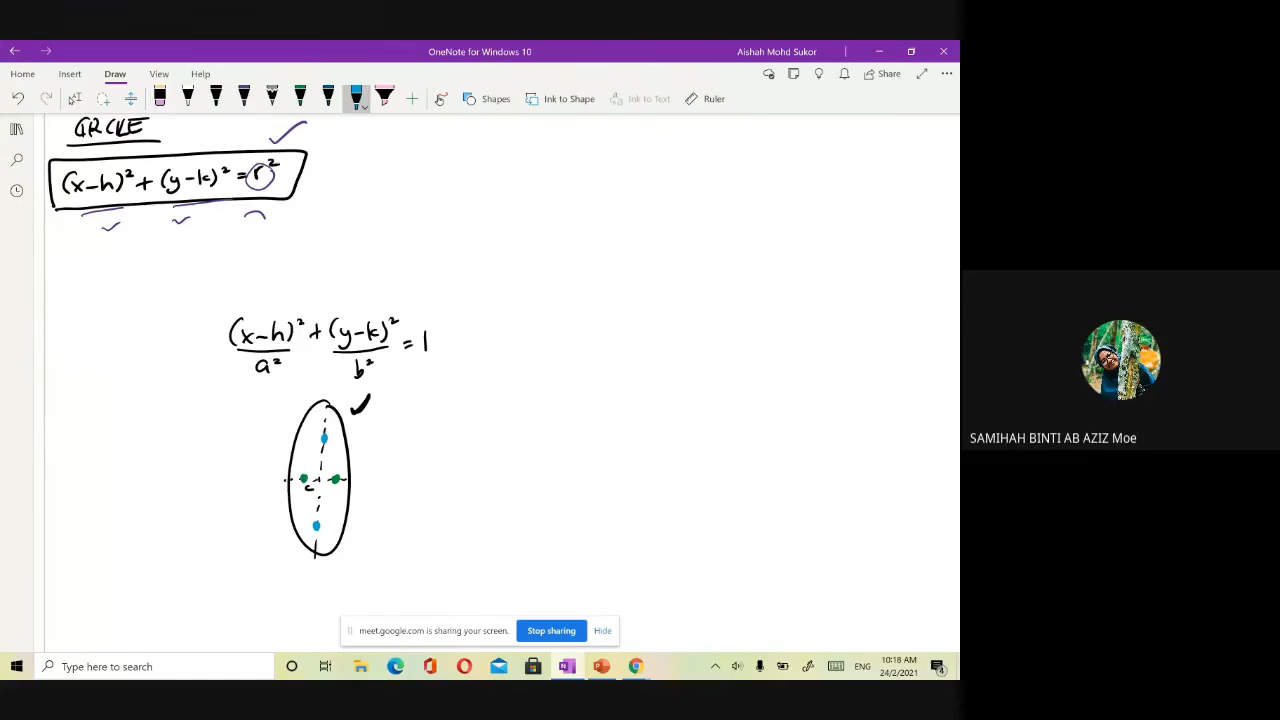 OneNote for Windows 10
Aishah Mohd Sukor
Home Insert Draw View Help
Share
Shapes Ink to Shape Ink to Text Ruler
CIRCLE
(x-h)² + (y-k)² = r²
(x-h)² + (y-k)² = 1
a² b²
c
SAMIHAH BINTI AB AZIZ Moe
meet.google.com is sharing your screen. Stop sharing Hide
Type here to search
ENG
10:18 AM
24/2/2021
4